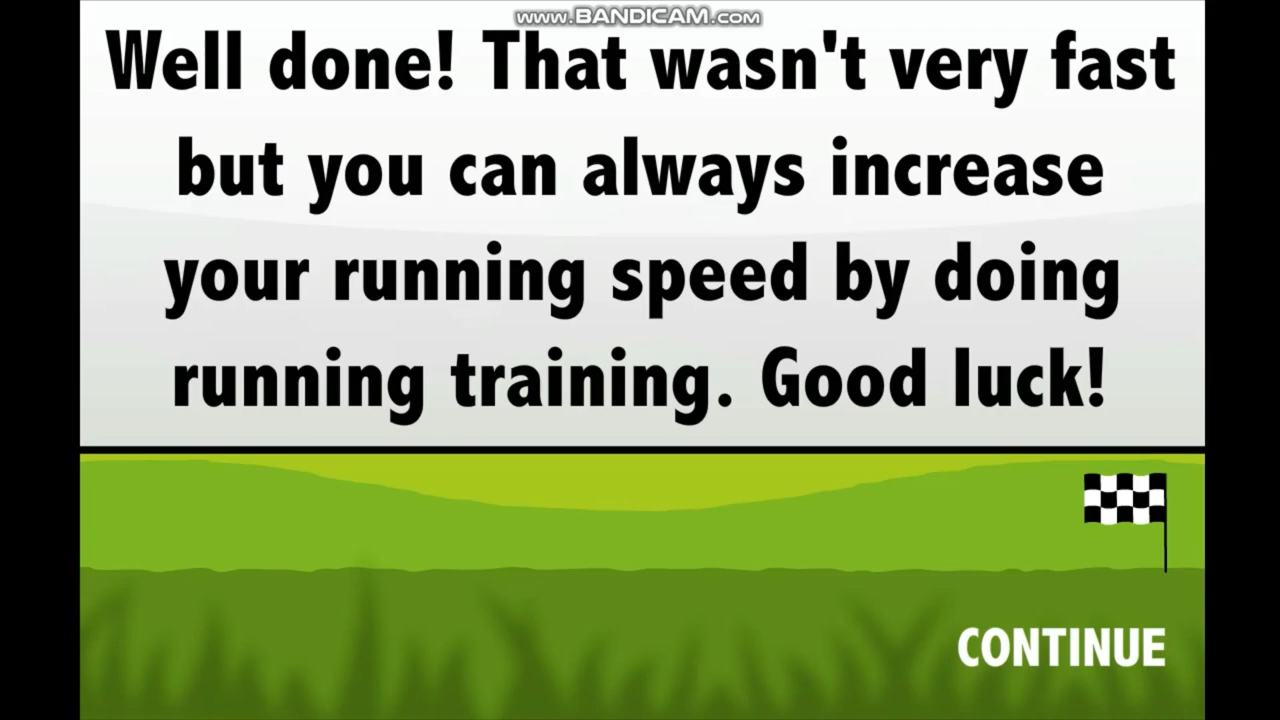 www.BANDICAM.com
Well done! That wasn't very fast
but you can always increase
your running speed by doing
running training. Good luck!
CONTINUE